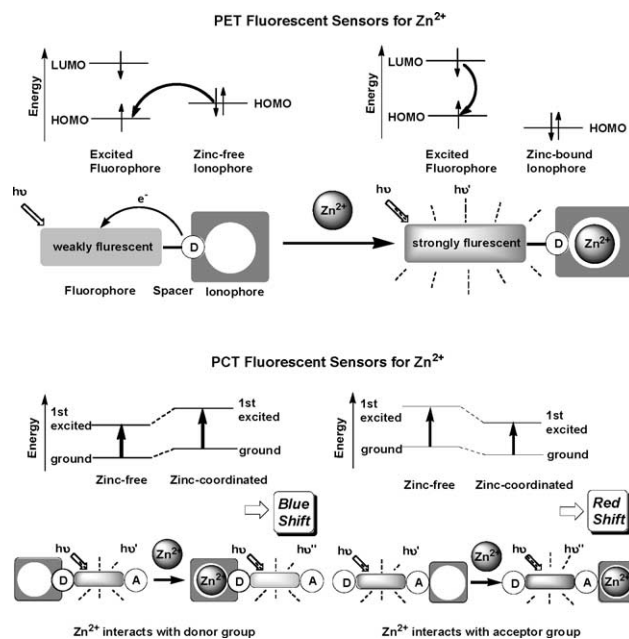 PET Fluorescent Sensors for Zn2+
Energy
LUMO
HOMO
HOMO
Excited Fluorophore
Zinc-free Ionophore
Energy
LUMO
HOMO
HOMO
Excited Fluorophore
Zinc-bound Ionophore
hυ
e-
weakly flurescent
D
Fluorophore Spacer Ionophore
Zn2+
hυ
hυ'
strongly flurescent
D
Zn2+
PCT Fluorescent Sensors for Zn2+
Energy
1st excited
ground
1st excited
ground
Zinc-free Zinc-coordinated
Blue Shift
Energy
1st excited
ground
1st excited
ground
Zinc-free Zinc-coordinated
Red Shift
hυ
hυ'
D
A
Zn2+
hυ
hυ''
Zn2+
D
A
hυ
hυ'
D
A
Zn2+
hυ
hυ''
D
A
Zn2+
Zn2+ interacts with donor group
Zn2+ interacts with acceptor group